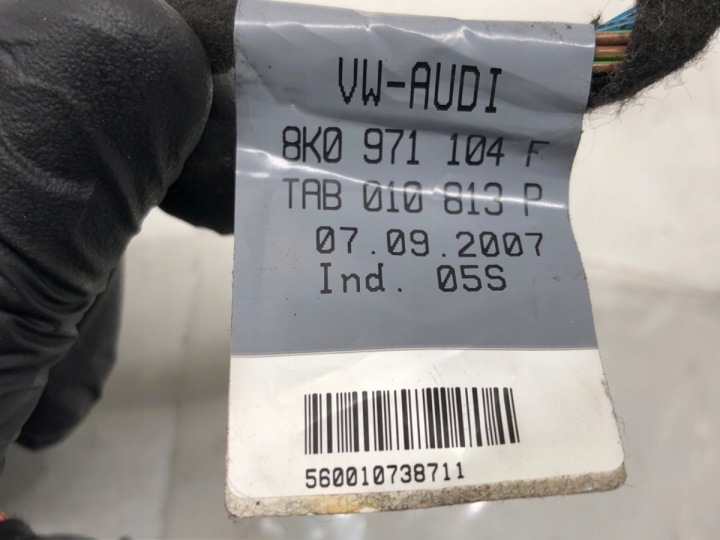 VW-AUDI
8K0 971 104 F
TAB 010 813 P
07.09.2007
Ind. 05S
560010738711